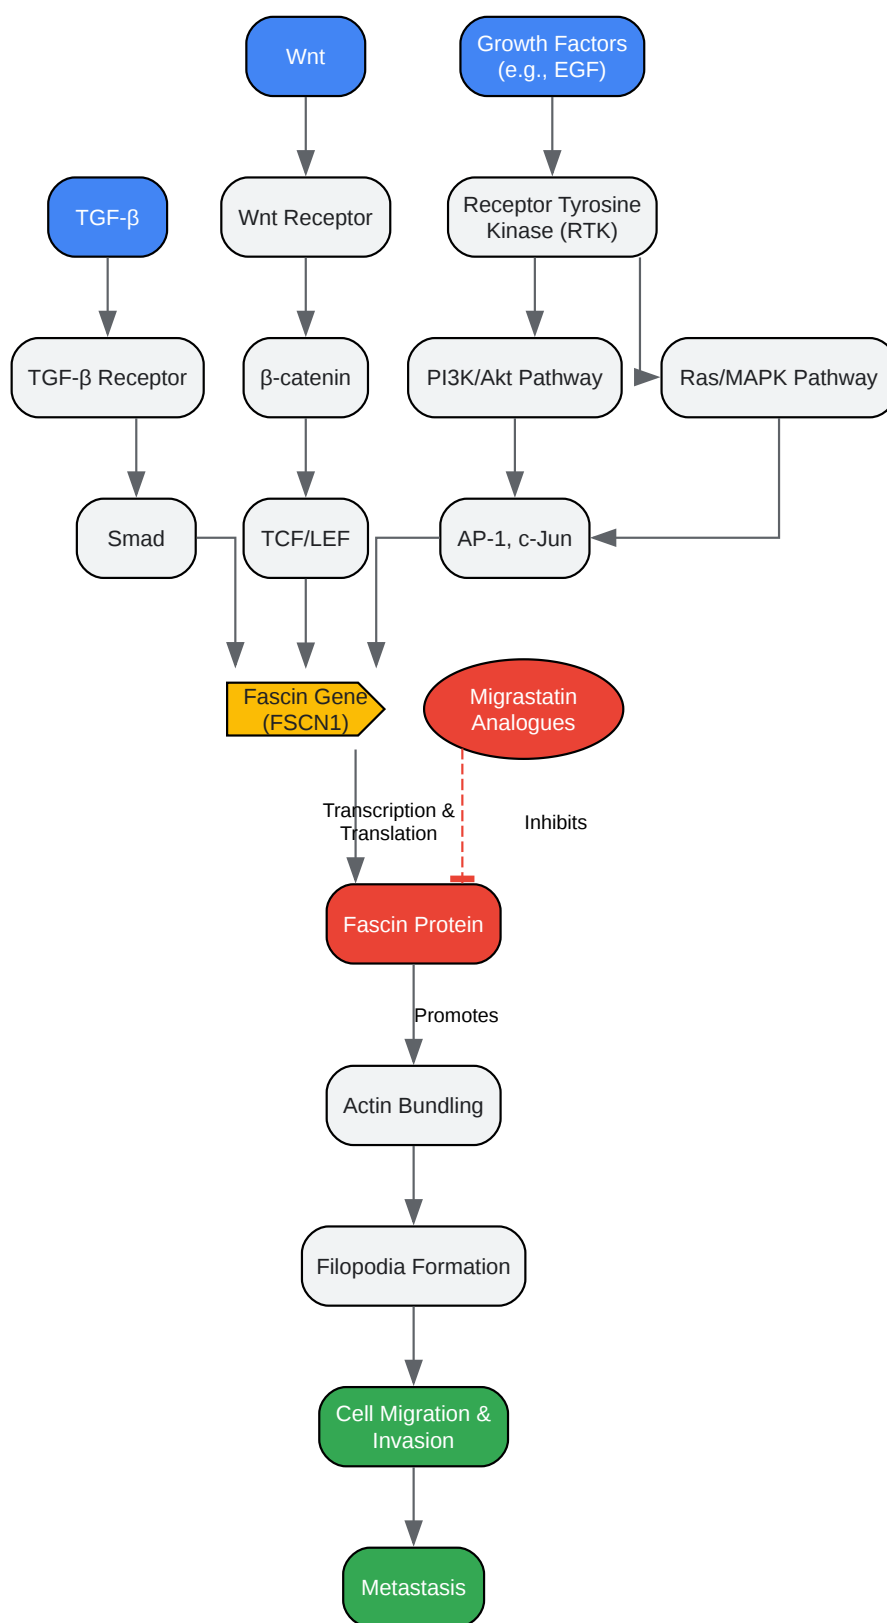 Wnt
Growth Factors
(e.g., EGF)
TGF-β
Wnt Receptor
Receptor Tyrosine
Kinase (RTK)
TGF-β Receptor
β-catenin
PI3K/Akt Pathway
Ras/MAPK Pathway
Smad
TCF/LEF
AP-1, c-Jun
Fascin Gene
(FSCN1)
Migrastatin
Analogues
Transcription &
Translation
Inhibits
Fascin Protein
Promotes
Actin Bundling
Filopodia Formation
Cell Migration &
Invasion
Metastasis